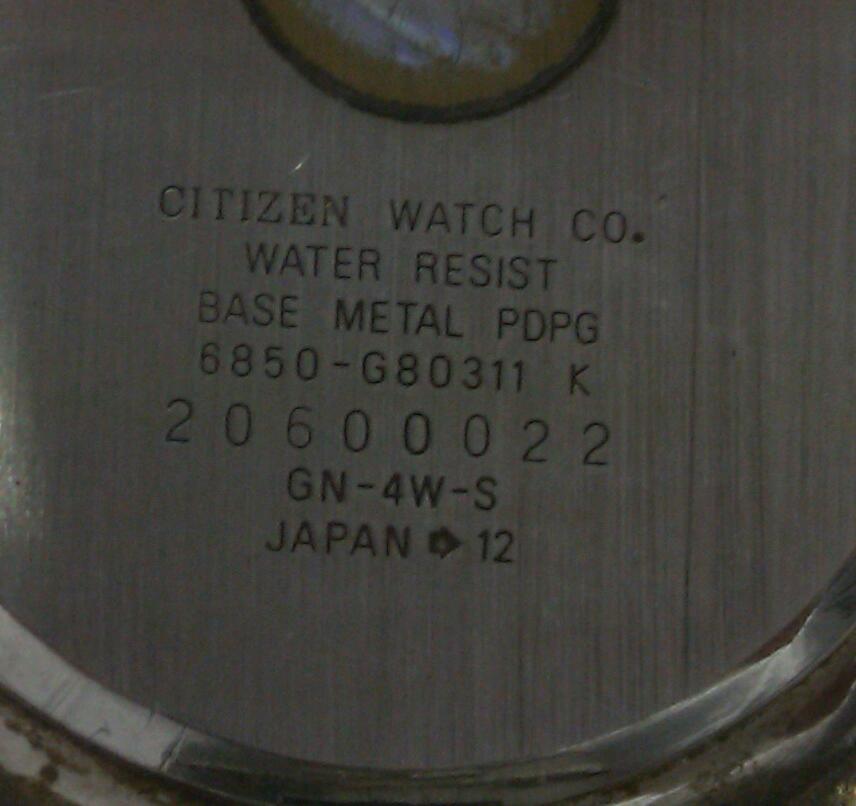 CITIZEN WATCH CO.
WATER RESIST
BASE METAL PDPG
6850-G80311 K
20600022
GN-4W-S
JAPAN 12